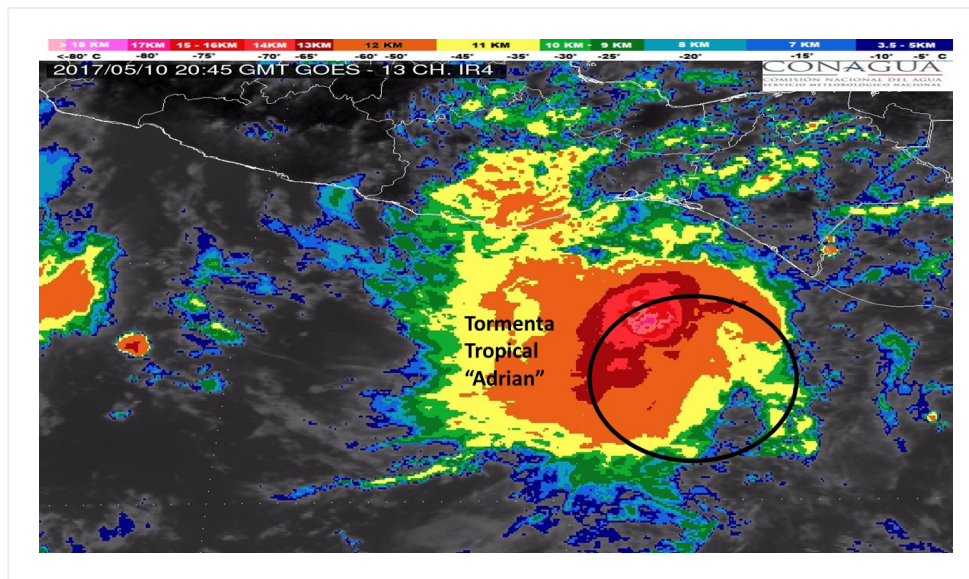 > 18 KM 17KM 15 - 16KM 14KM 13KM 12 KM 11 KM 10 KM - 9 KM 8 KM 7 KM 3.5 - 5KM
<-80° C -80° -75° -70° -65° -60° -55° -50° -45° -40° -35° -30° -25° -20° -15° -10° -5° C
2017/05/10 20:45 GMT GOES - 13 CH. IR4
CONAGUA
COMISIÓN NACIONAL DEL AGUA
SERVICIO METEOROLÓGICO NACIONAL
Tormenta
Tropical
“Adrian”